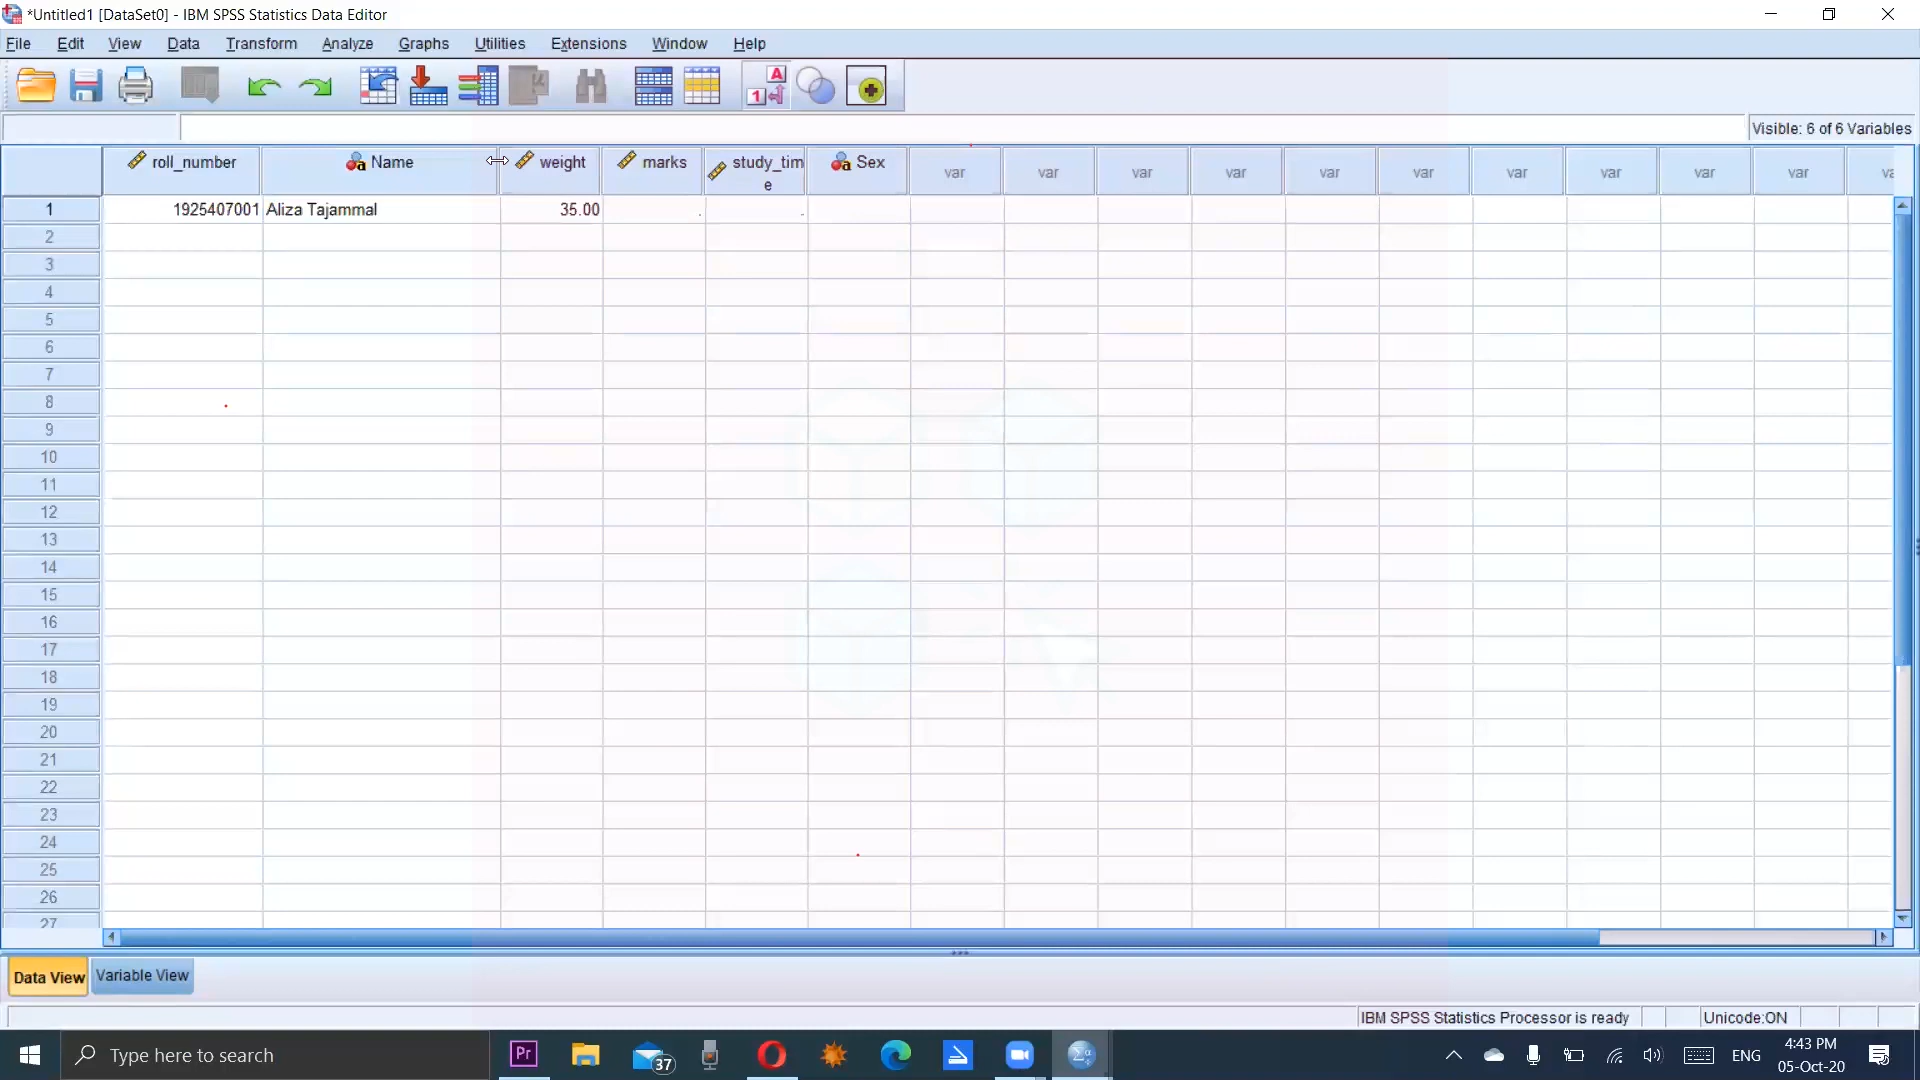 *Untitled1 [DataSet0] - IBM SPSS Statistics Data Editor
File Edit View Data Transform Analyze Graphs Utilities Extensions Window Help
A
1
Visible: 6 of 6 Variables
roll_number Name weight marks study_tim Sex var var var var var var var var var var
e
1 1925407001 Aliza Tajammal 35.00 . .
2
3
4
5
6
7
8
9
10
11
12
13
14
15
16
17
18
19
20
21
22
23
24
25
26
27
Data View Variable View
IBM SPSS Statistics Processor is ready Unicode:ON
Type here to search Pr 37 Σα ENG 4:43 PM
05-Oct-20